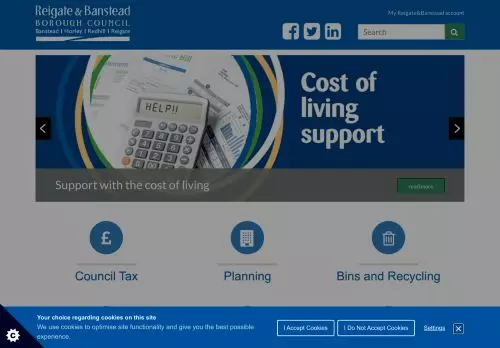 Reigate & Banstead
BOROUGH COUNCIL
Banstead | Horley | Redhill | Reigate
My Reigate&Banstead account
Search
HELP!!
Cost of
living
support
Support with the cost of living
read more
£
Council Tax
Planning
Bins and Recycling
Your choice regarding cookies on this site
We use cookies to optimise site functionality and give you the best possible
experience.
I Accept Cookies
I Do Not Accept Cookies
Settings